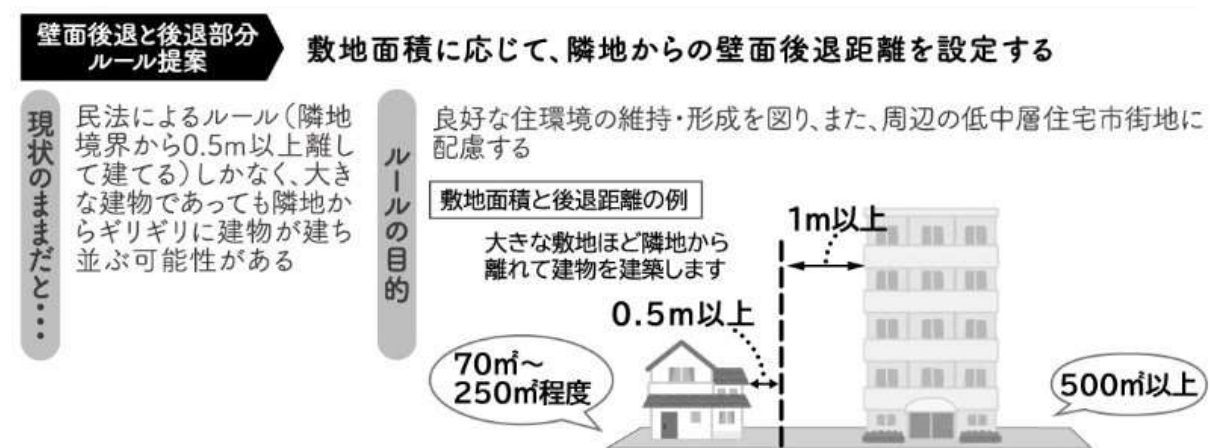 壁面後退と後退部分
ルール提案
敷地面積に応じて、隣地からの壁面後退距離を設定する
現状のままだと・・・
民法によるルール（隣地
境界から0.5m以上離し
て建てる）しかなく、大き
な建物であっても隣地か
らギリギリに建物が建ち
並ぶ可能性がある
ルールの目的
良好な住環境の維持・形成を図り、また、周辺の低中層住宅市街地に
配慮する
敷地面積と後退距離の例
大きな敷地ほど隣地から
離れて建物を建築します
1m以上
0.5m以上
70㎡～
250㎡程度
500㎡以上